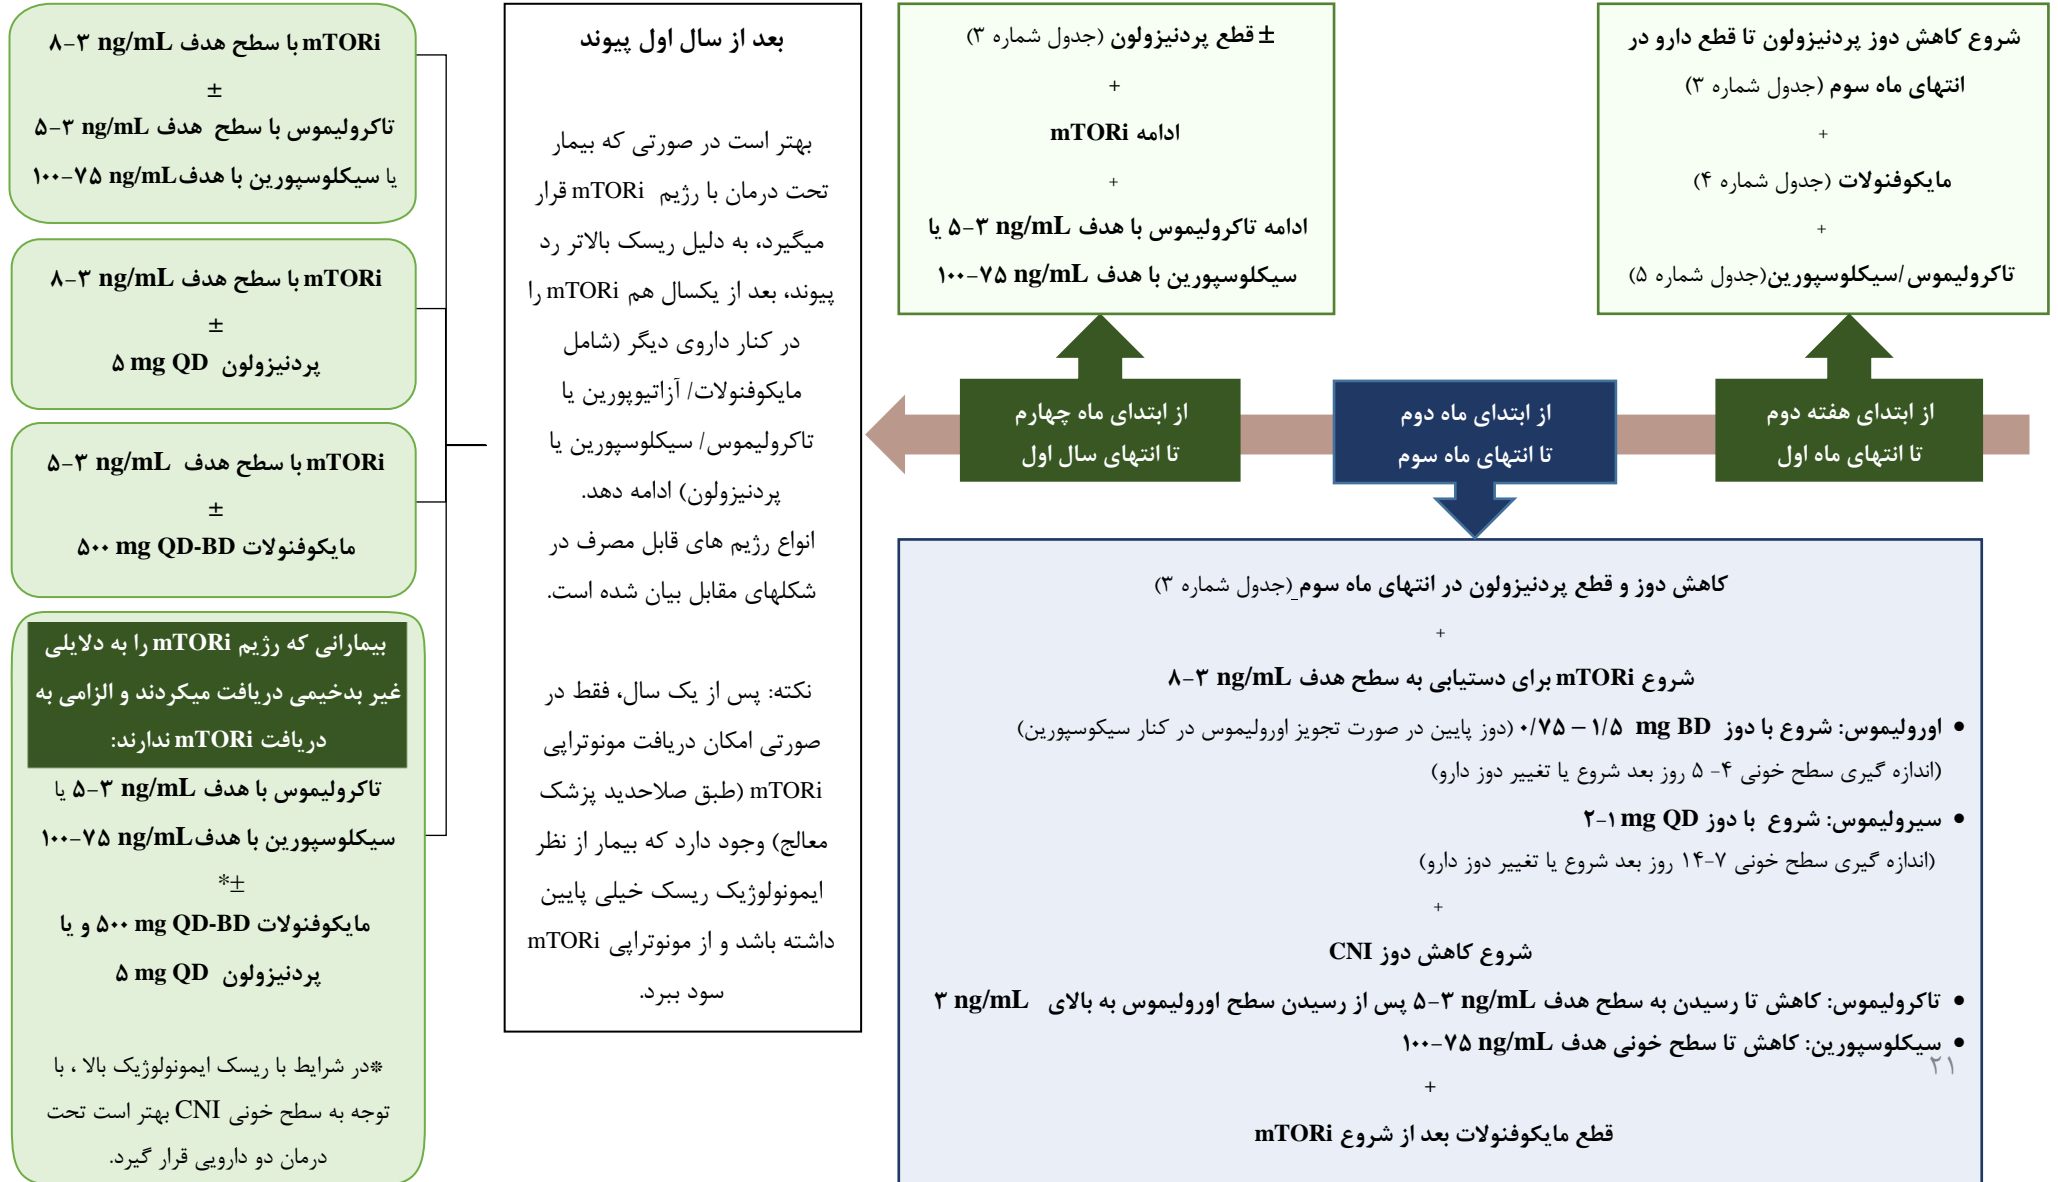 شروع کاهش دوز پردنیزولون تا قطع دارو در
انتهای ماه سوم (جدول شماره ۳)
+
مایکوفنولات (جدول شماره ۴)
+
تاکرولیموس/سیکلوسپورین(جدول شماره ۵)
از ابتدای هفته دوم
تا انتهای ماه اول
از ابتدای ماه دوم
تا انتهای ماه سوم
کاهش دوز و قطع پردنیزولون در انتهای ماه سوم (جدول شماره ۳)
+
شروع mTORi برای دستیابی به سطح هدف ۳-۸ ng/mL
• اورولیموس: شروع با دوز ۰/۷۵ – ۱/۵ mg BD (دوز پایین در صورت تجویز اورولیموس در کنار سیکوسپورین)
(اندازه گیری سطح خونی ۴- ۵ روز بعد شروع یا تغییر دوز دارو)
• سیرولیموس: شروع با دوز ۱-۲ mg QD
(اندازه گیری سطح خونی ۷-۱۴ روز بعد شروع یا تغییر دوز دارو)
+
شروع کاهش دوز CNI
• تاکرولیموس: کاهش تا رسیدن به سطح هدف ۳-۵ ng/mL پس از رسیدن سطح اورولیموس به بالای ۳ ng/mL
• سیکلوسپورین: کاهش تا سطح خونی هدف ۷۵-۱۰۰ ng/mL
۲۱
+
قطع مایکوفنولات بعد از شروع mTORi
± قطع پردنیزولون (جدول شماره ۳)
+
ادامه mTORi
+
ادامه تاکرولیموس با هدف ۳-۵ ng/mL یا
سیکلوسپورین با هدف ۷۵-۱۰۰ ng/mL
از ابتدای ماه چهارم
تا انتهای سال اول
بعد از سال اول پیوند
بهتر است در صورتی که بیمار
تحت درمان با رژیم mTORi قرار
میگیرد، به دلیل ریسک بالاتر رد
پیوند، بعد از یکسال هم mTORi را
در کنار داروی دیگر (شامل
مایکوفنولات/ آزاتیوپورین یا
تاکرولیموس/ سیکلوسپورین یا
پردنیزولون) ادامه دهد.
انواع رژیم های قابل مصرف در
شکلهای مقابل بیان شده است.
نکته: پس از یک سال، فقط در
صورتی امکان دریافت مونوتراپی
mTORi (طبق صلاحدید پزشک
معالج) وجود دارد که بیمار از نظر
ایمونولوژیک ریسک خیلی پایین
داشته باشد و از مونوتراپی mTORi
سود ببرد.
mTORi با سطح هدف ۳-۸ ng/mL
±
تاکرولیموس با سطح هدف ۳-۵ ng/mL
یا سیکلوسپورین با هدف ۷۵-۱۰۰ ng/mL
mTORi با سطح هدف ۳-۸ ng/mL
±
پردنیزولون ۵ mg QD
mTORi با سطح هدف ۳-۵ ng/mL
±
مایکوفنولات ۵۰۰ mg QD-BD
بیمارانی که رژیم mTORi را به دلایلی
غیر بدخیمی دریافت میکردند و الزامی به
دریافت mTORi ندارند:
تاکرولیموس با هدف ۳-۵ ng/mL یا
سیکلوسپورین با هدف ۷۵-۱۰۰ ng/mL
*±
مایکوفنولات ۵۰۰ mg QD-BD و یا
پردنیزولون ۵ mg QD
*در شرایط با ریسک ایمونولوژیک بالا ، با
توجه به سطح خونی CNI بهتر است تحت
درمان دو دارویی قرار گیرد.